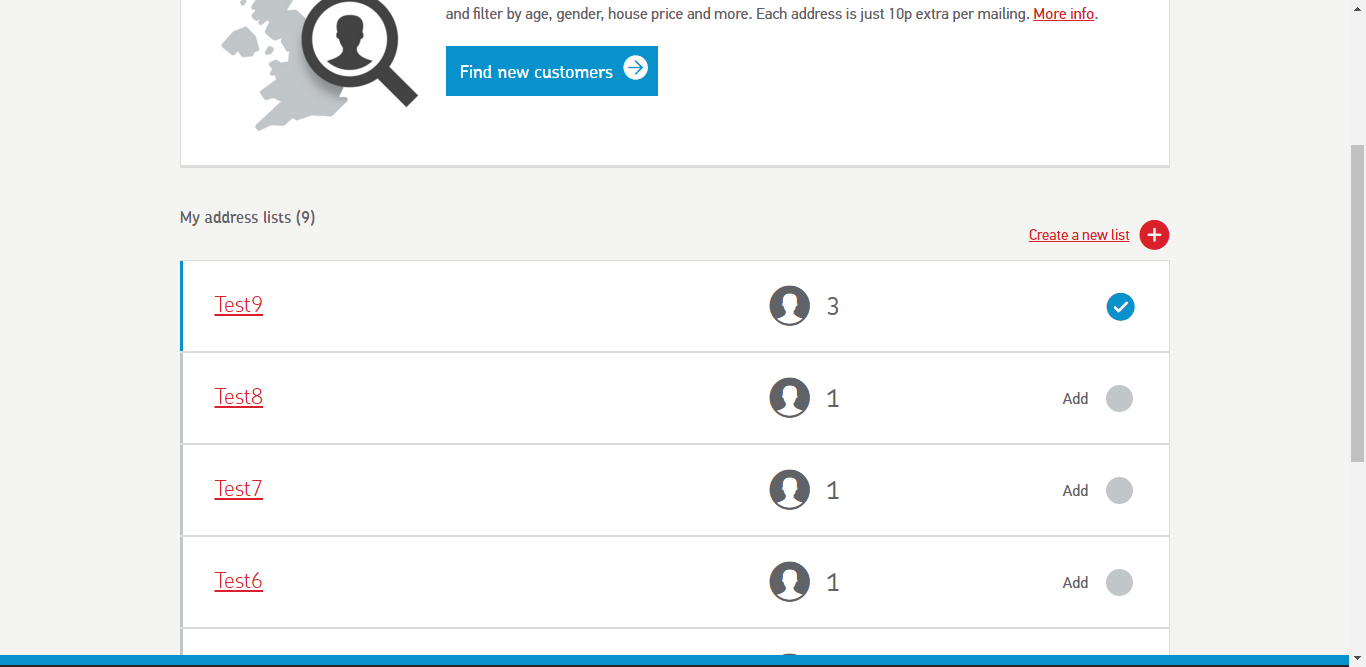 and filter by age, gender, house price and more. Each address is just 10p extra per mailing. More info.
Find new customers
My address lists (9)
Create a new list
Test9 3
Test8 1 Add
Test7 1 Add
Test6 1 Add